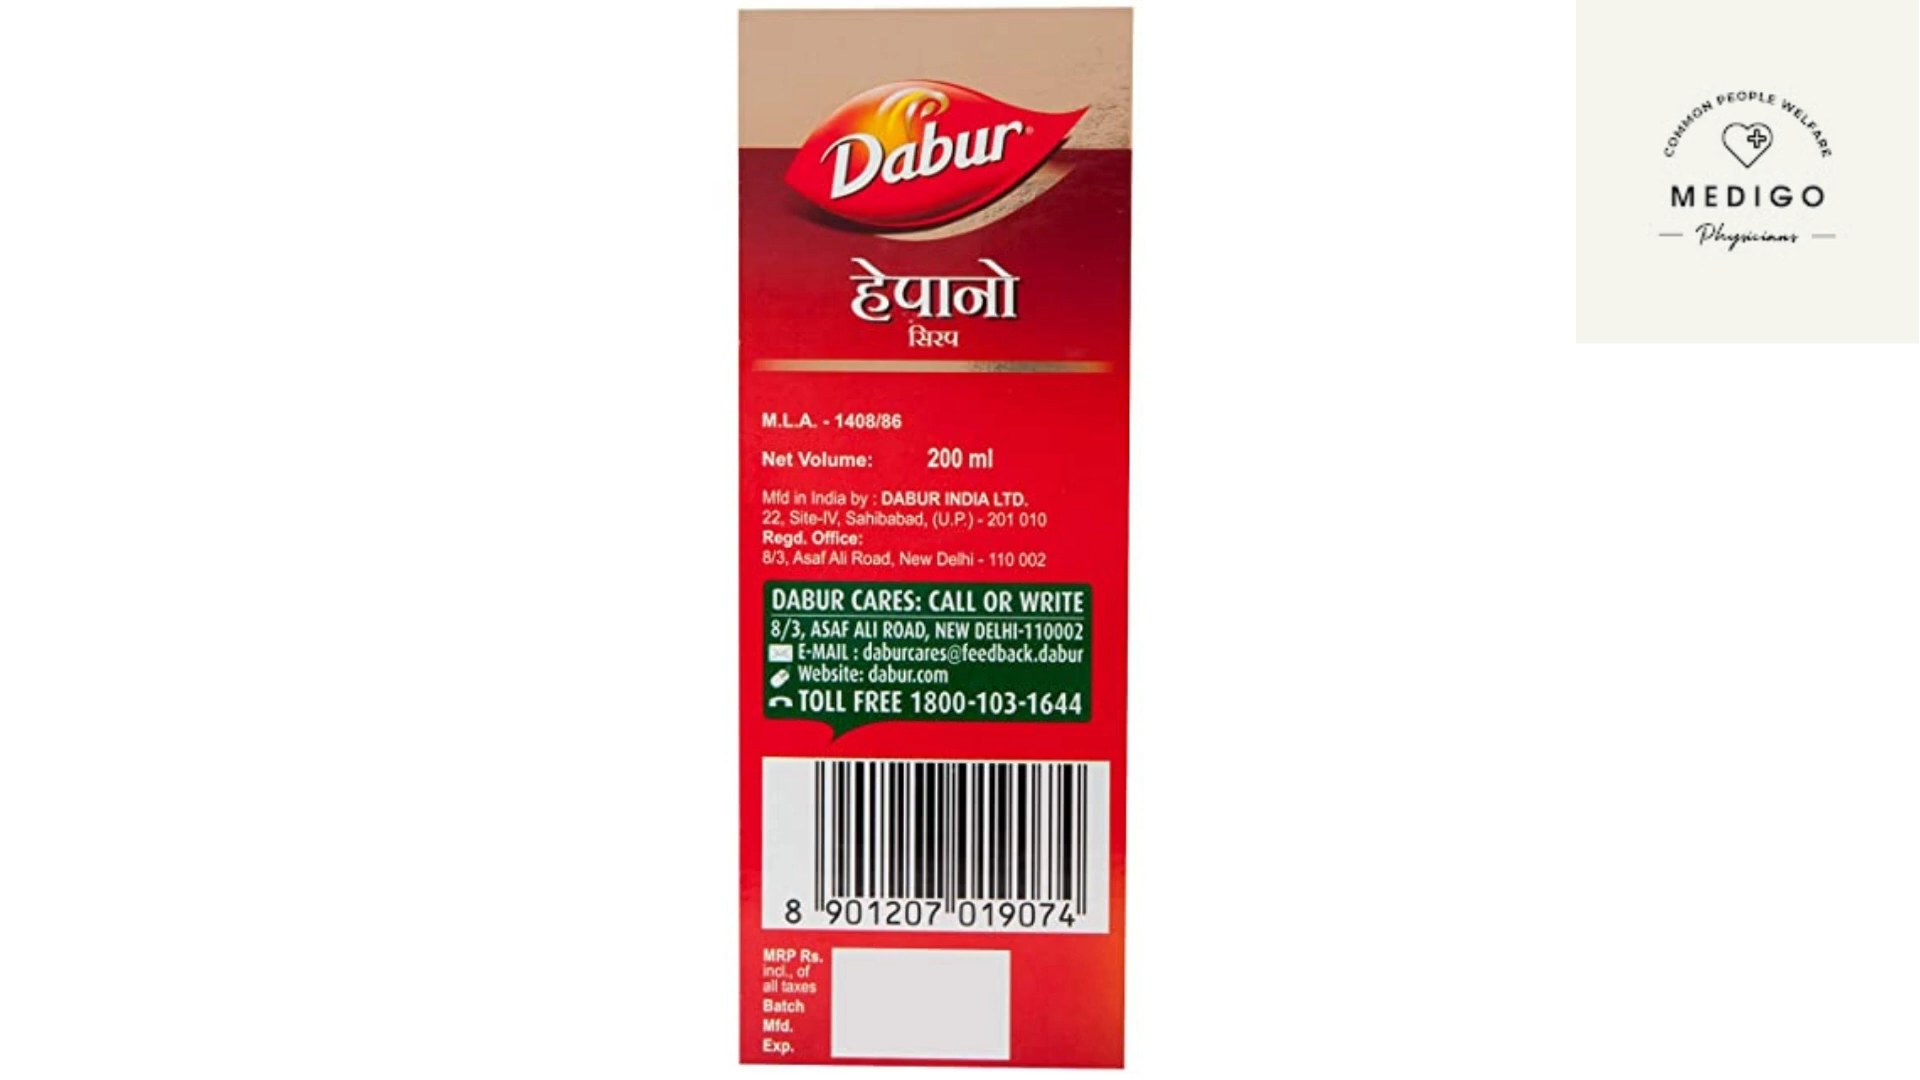 Dabur
हेपानो
सिरप
M.L.A. - 1408/86
Net Volume: 200 ml
Mfd in India by : DABUR INDIA LTD.
22, Site-IV, Sahibabad, (U.P.) - 201 010
Regd. Office:
8/3, Asaf Ali Road, New Delhi - 110 002
DABUR CARES: CALL OR WRITE
8/3, ASAF ALI ROAD, NEW DELHI-110002
E-MAIL : daburcares@feedback.dabur
Website: dabur.com
TOLL FREE 1800-103-1644
8 901207 019074
MRP Rs.
incl., of
all taxes
Batch
Mfd.
Exp.
COMMON PEOPLE WELFARE
MEDIGO
Physicians